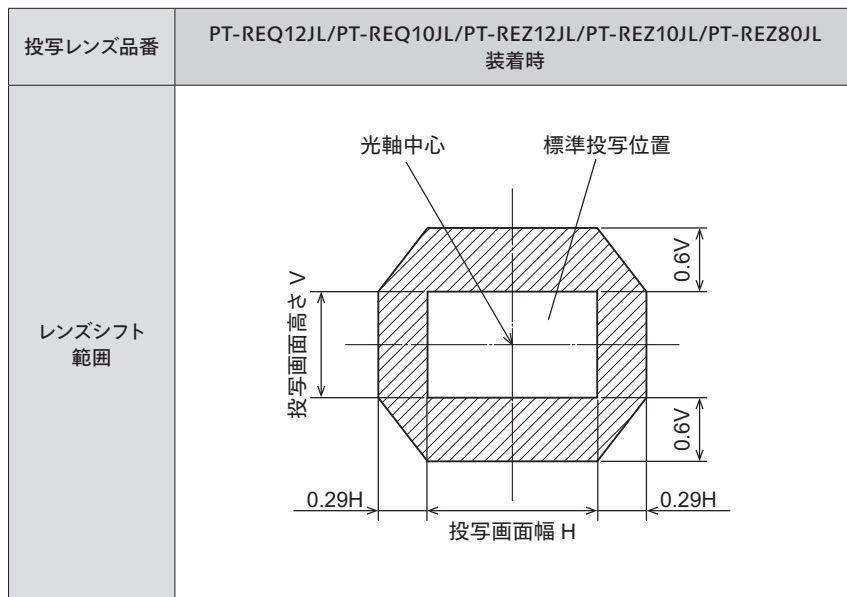 投写レンズ品番
PT-REQ12JL/PT-REQ10JL/PT-REZ12JL/PT-REZ10JL/PT-REZ80JL
装着時
レンズシフト
範囲
光軸中心
標準投写位置
0.6V
投写画面高さ V
0.6V
0.29H
0.29H
投写画面幅 H